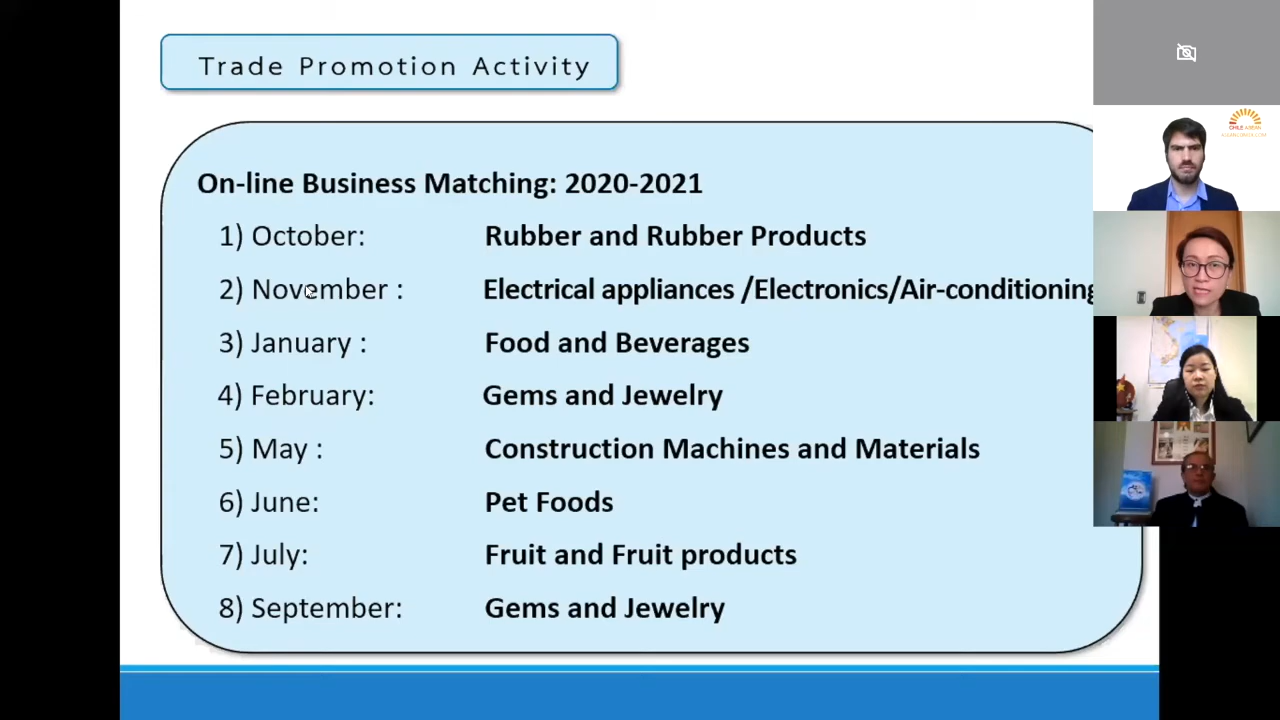 Trade Promotion Activity
On-line Business Matching: 2020-2021
1) October: Rubber and Rubber Products
2) November : Electrical appliances /Electronics/Air-conditioning
3) January : Food and Beverages
4) February: Gems and Jewelry
5) May : Construction Machines and Materials
6) June: Pet Foods
7) July: Fruit and Fruit products
8) September: Gems and Jewelry
CHILE ASEAN